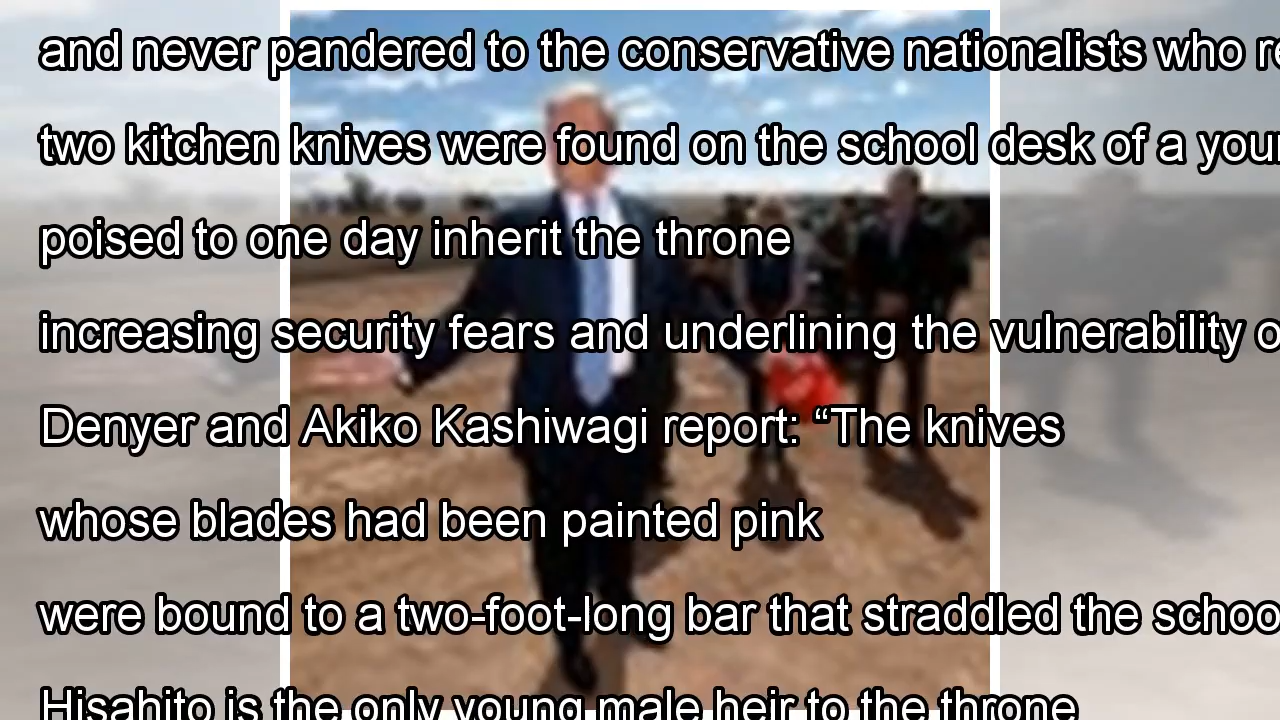 and never pandered to the conservative nationalists who
two kitchen knives were found on the school desk of a
poised to one day inherit the throne
increasing security fears and underlining the vulnerability
Denyer and Akiko Kashiwagi report: “The knives
whose blades had been painted pink
were bound to a two-foot-long bar that straddled the
Hisahito is the only young male heir to the throne